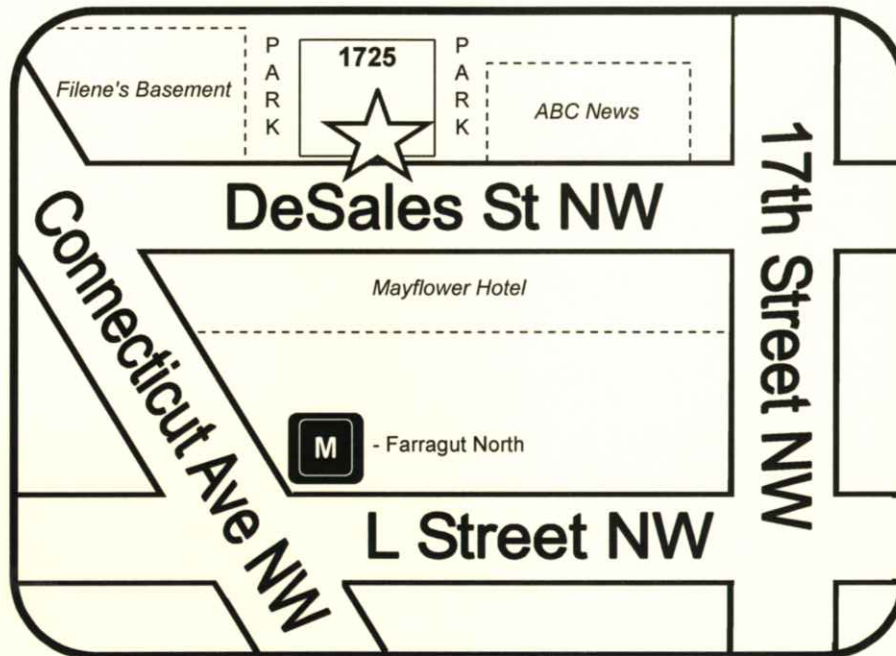 1725
PARK
PARK
Filene's Basement
ABC News
DeSales St NW
17th Street NW
Connecticut Ave NW
Mayflower Hotel
M - Farragut North
L Street NW